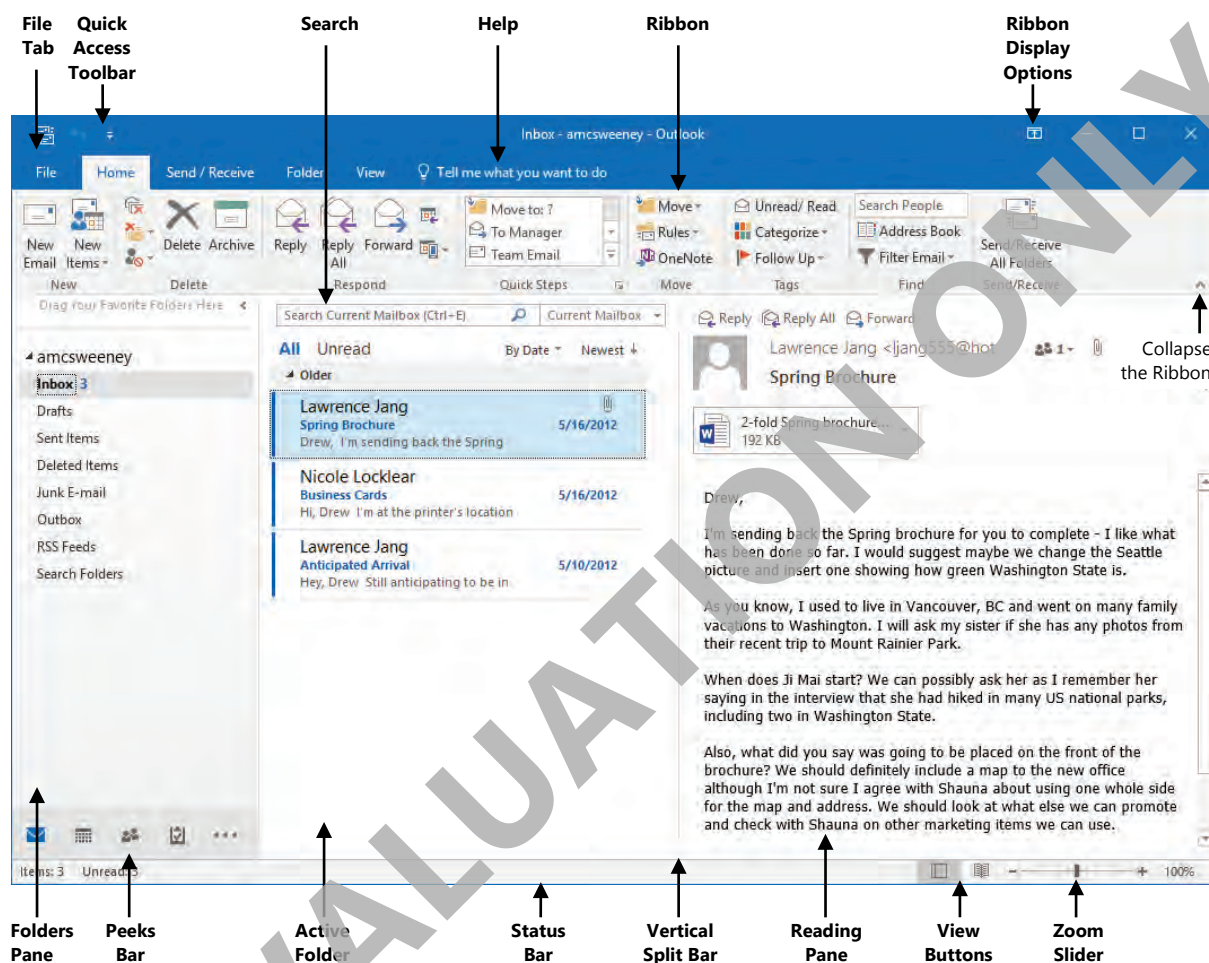 File Tab
Quick Access Toolbar
Search
Help
Ribbon
Ribbon Display Options
Inbox - amcsweeney - Outlook
File Home Send / Receive Folder View Tell me what you want to do
New Email
New Items
Delete Archive
Reply
Reply All
Forward
Move to: ?
To Manager
Team Email
Move
Rules
OneNote
Unread/ Read
Categorize
Follow Up
Search People
Address Book
Filter Email
Send/Receive All Folders
New Delete Respond Quick Steps Move Tags Find Send/Receive
Collapse the Ribbon
Drag Your Favorite Folders Here
amcsweeney
Inbox 3
Drafts
Sent Items
Deleted Items
Junk E-mail
Outbox
RSS Feeds
Search Folders
Search Current Mailbox (Ctrl+E) Current Mailbox
All Unread By Date Newest
Older
Lawrence Jang
Spring Brochure 5/16/2012
Drew, I'm sending back the Spring
Nicole Locklear
Business Cards 5/16/2012
Hi, Drew I'm at the printer's location
Lawrence Jang
Anticipated Arrival 5/10/2012
Hey, Drew Still anticipating to be in
Reply Reply All Forward
Lawrence Jang <ljang555@hot 1
Spring Brochure
2-fold Spring brochure...
192 KB
Drew,
I'm sending back the Spring brochure for you to complete - I like what
has been done so far. I would suggest maybe we change the Seattle
picture and insert one showing how green Washington State is.
As you know, I used to live in Vancouver, BC and went on many family
vacations to Washington. I will ask my sister if she has any photos from
their recent trip to Mount Rainier Park.
When does Ji Mai start? We can possibly ask her as I remember her
saying in the interview that she had hiked in many US national parks,
including two in Washington State.
Also, what did you say was going to be placed on the front of the
brochure? We should definitely include a map to the new office
although I'm not sure I agree with Shauna about using one whole side
for the map and address. We should look at what else we can promote
and check with Shauna on other marketing items we can use.
Items: 3 Unread: 3
100%
Folders Pane
Peeks Bar
Active Folder
Status Bar
Vertical Split Bar
Reading Pane
View Buttons
Zoom Slider
VALUATION ONLY